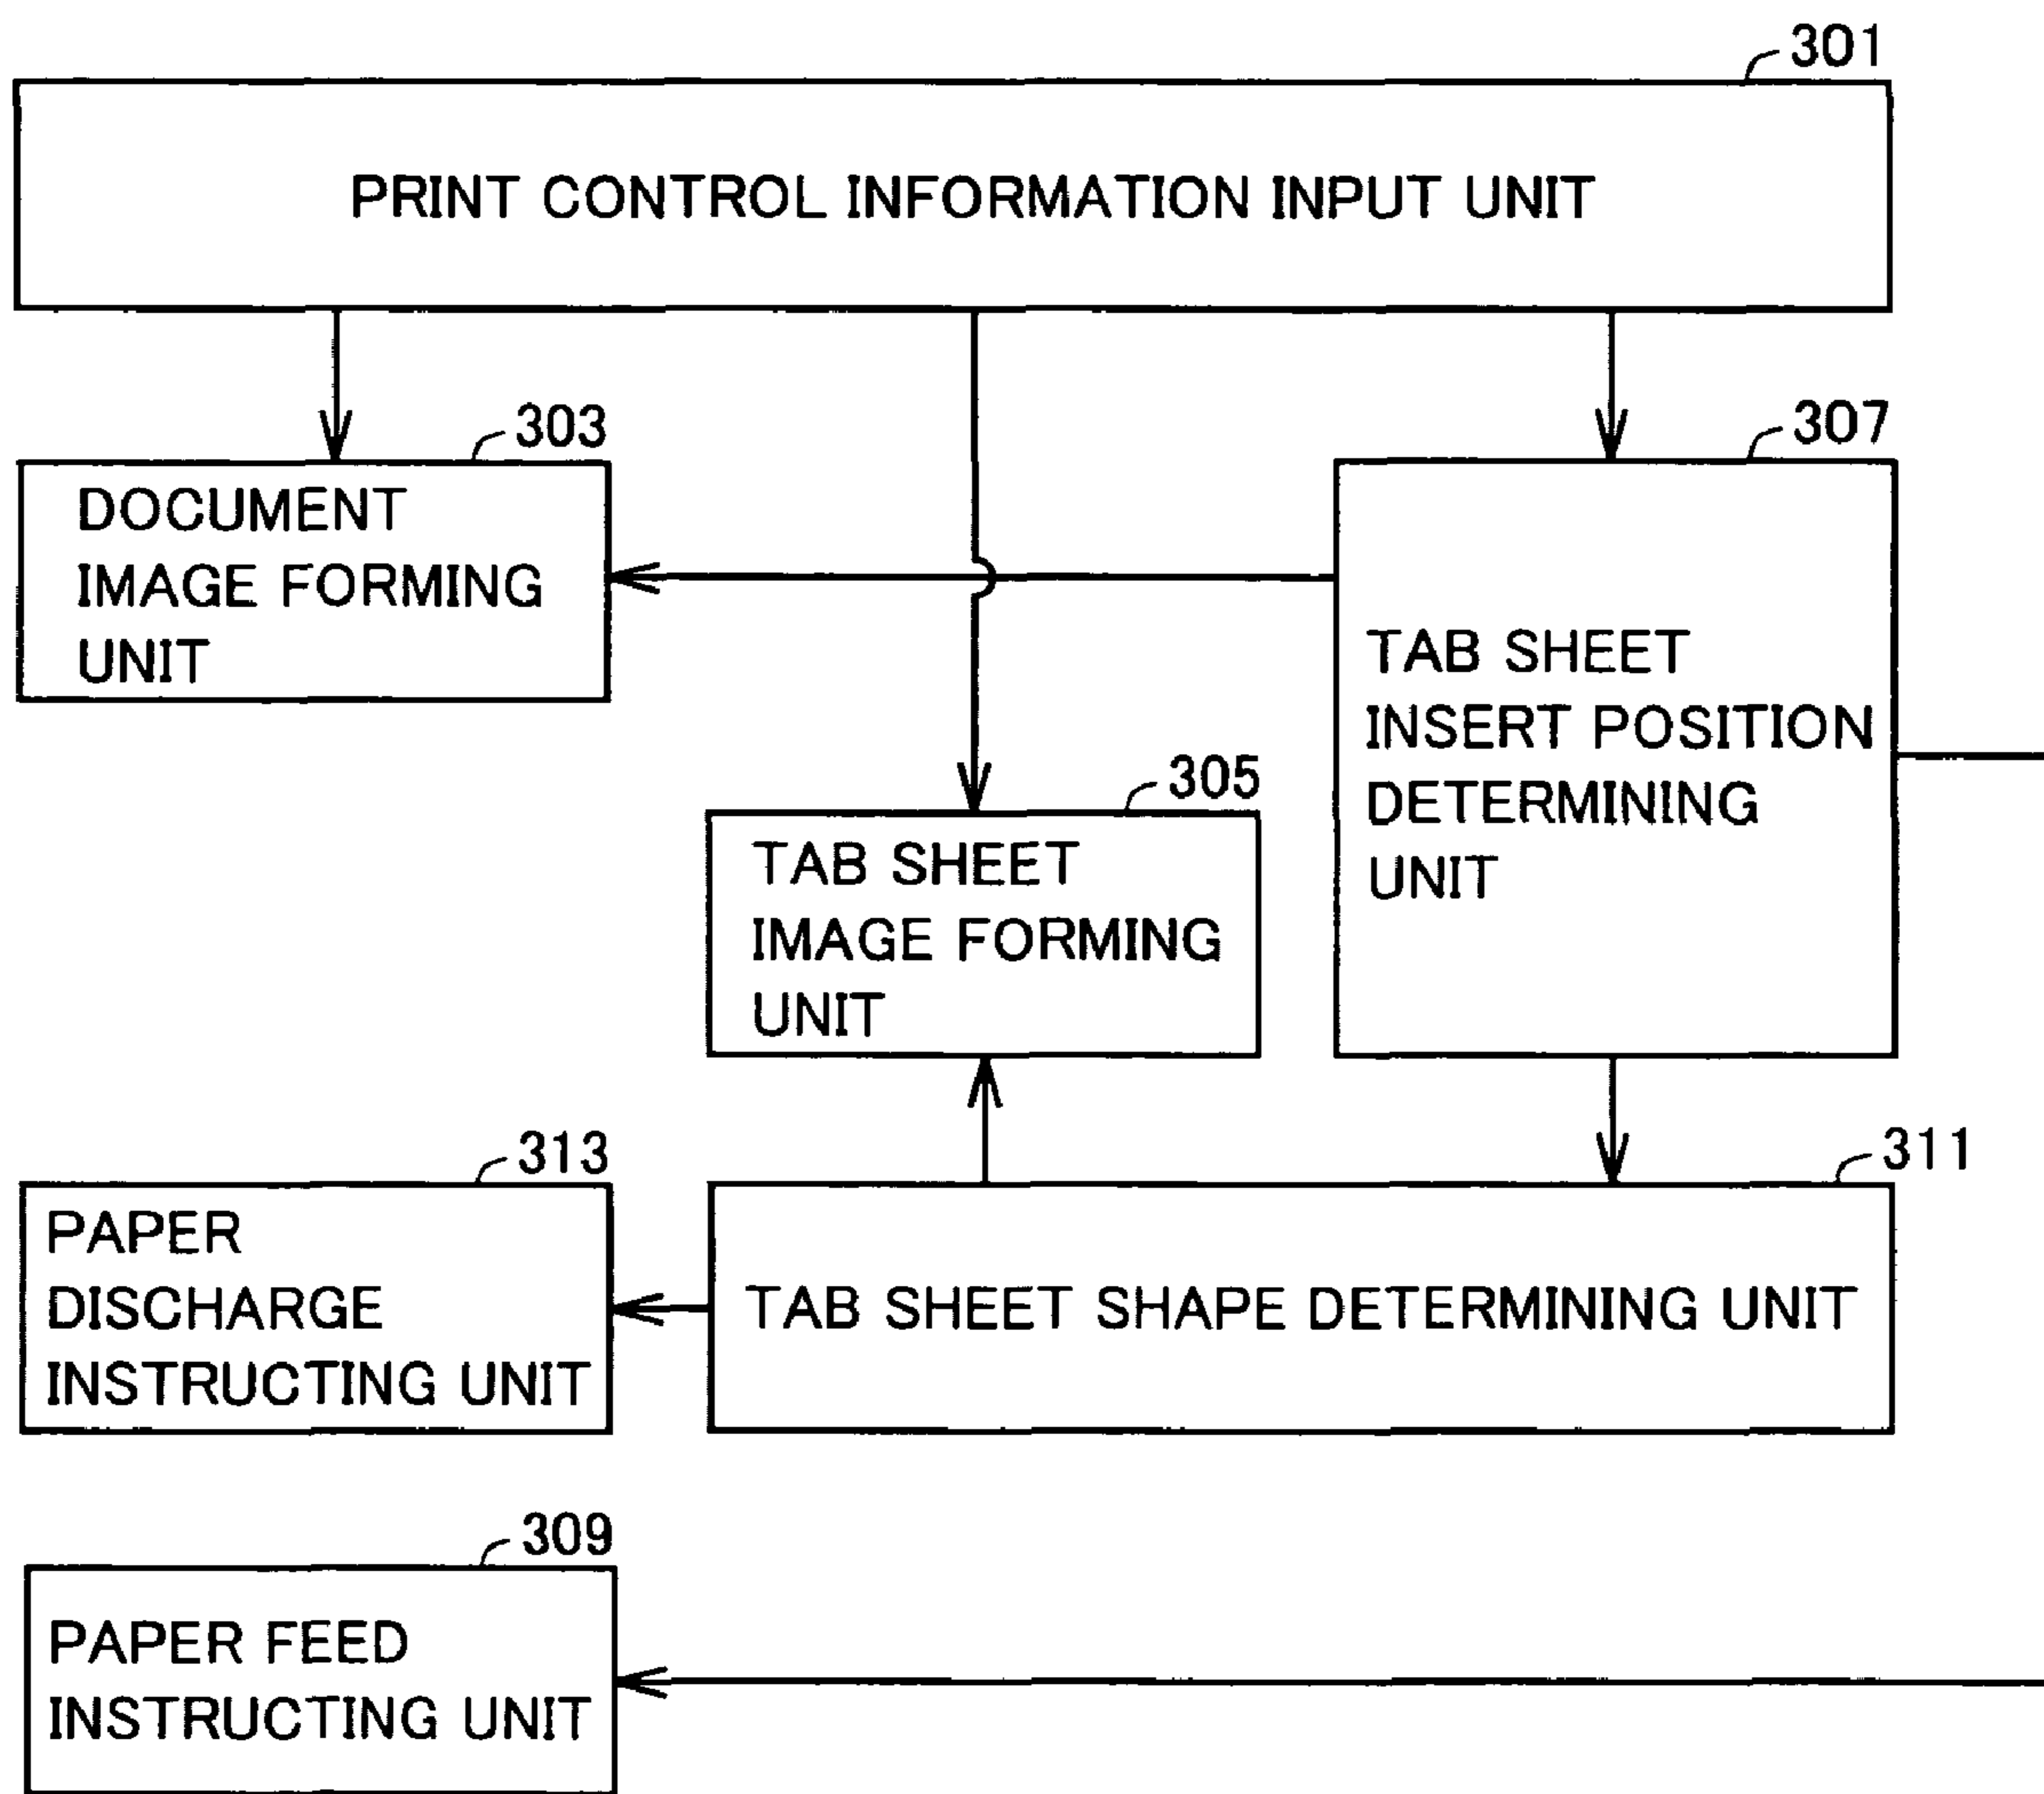 301
PRINT CONTROL INFORMATION INPUT UNIT
303
DOCUMENT
IMAGE FORMING
UNIT
307
TAB SHEET
INSERT POSITION
DETERMINING
UNIT
305
TAB SHEET
IMAGE FORMING
UNIT
313
PAPER
DISCHARGE
INSTRUCTING UNIT
311
TAB SHEET SHAPE DETERMINING UNIT
309
PAPER FEED
INSTRUCTING UNIT